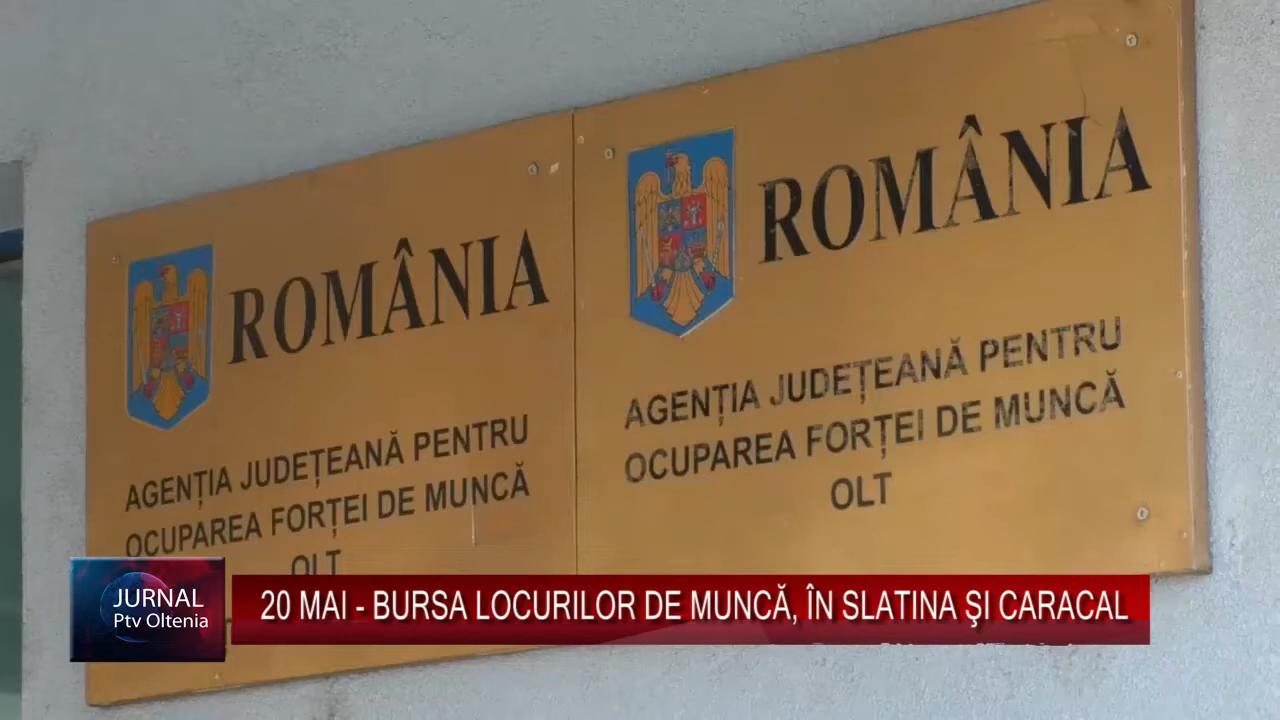 ROMÂNIA
AGENȚIA JUDEȚEANĂ PENTRU
OCUPAREA FORȚEI DE MUNCĂ
OLT
ROMÂNIA
AGENȚIA JUDEȚEANĂ PENTRU
OCUPAREA FORȚEI DE MUNCĂ
OLT
JURNAL
Ptv Oltenia
20 MAI - BURSA LOCURILOR DE MUNCĂ, ÎN SLATINA ŞI CARACAL